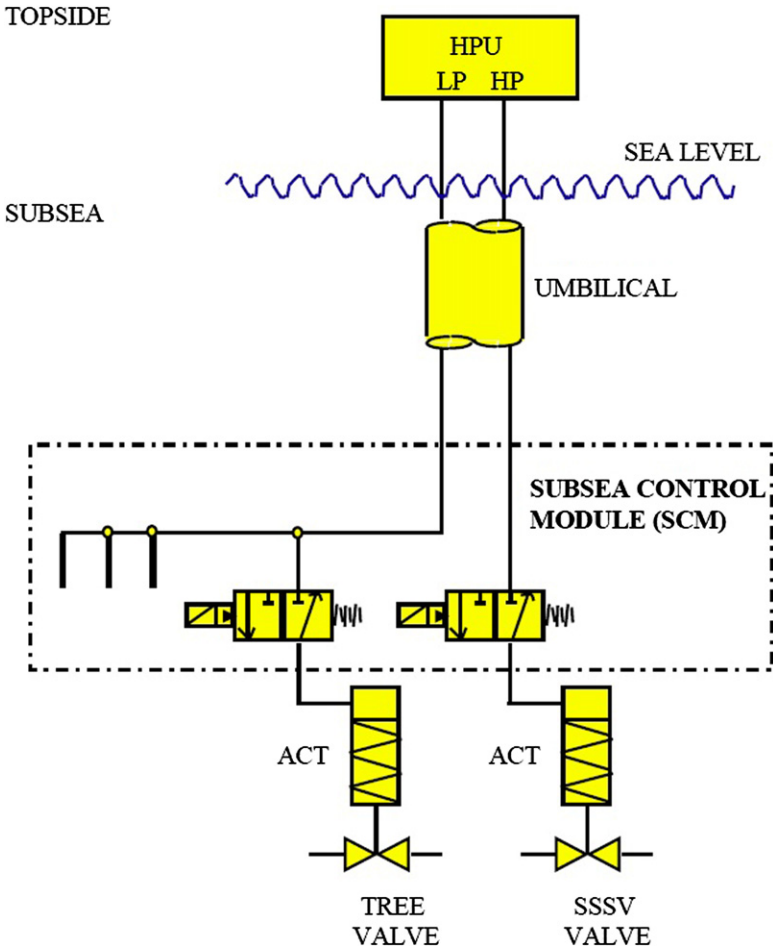 TOPSIDE
HPU
LP HP
SEA LEVEL
SUBSEA
UMBILICAL
SUBSEA CONTROL
MODULE (SCM)
ACT
ACT
TREE
VALVE
SSSV
VALVE